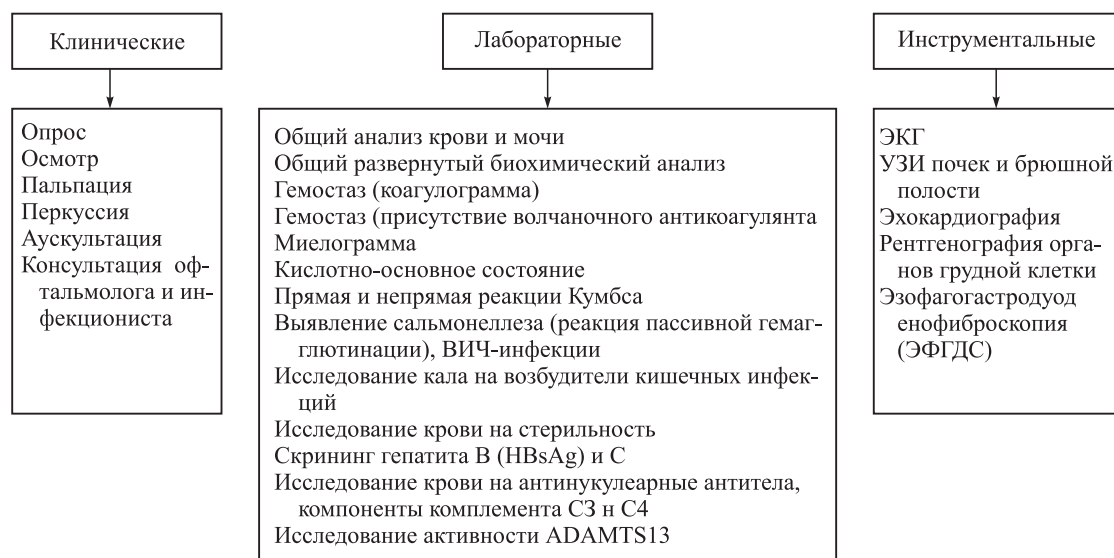 Клинические
Опрос
Осмотр
Пальпация
Перкуссия
Аускультация
Консультация оф-
тальмолога и ин-
фекциониста
Лабораторные
Общий анализ крови и мочи
Общий развернутый биохимический анализ
Гемостаз (коагулограмма)
Гемостаз (присутствие волчаночного антикоагулянта
Миелограмма
Кислотно-основное состояние
Прямая и непрямая реакции Кумбса
Выявление сальмонеллеза (реакция пассивной гемаг-
глютинации), ВИЧ-инфекции
Исследование кала на возбудители кишечных инфек-
ций
Исследование крови на стерильность
Скрининг гепатита В (HBsAg) и С
Исследование крови на антинукулеарные антитела,
компоненты комплемента СЗ н С4
Исследование активности ADAMTS13
Инструментальные
ЭКГ
УЗИ почек и брюшной
полости
Эхокардиография
Рентгенография орга-
нов грудной клетки
Эзофагогастродуод
енофиброскопия
(ЭФГДС)